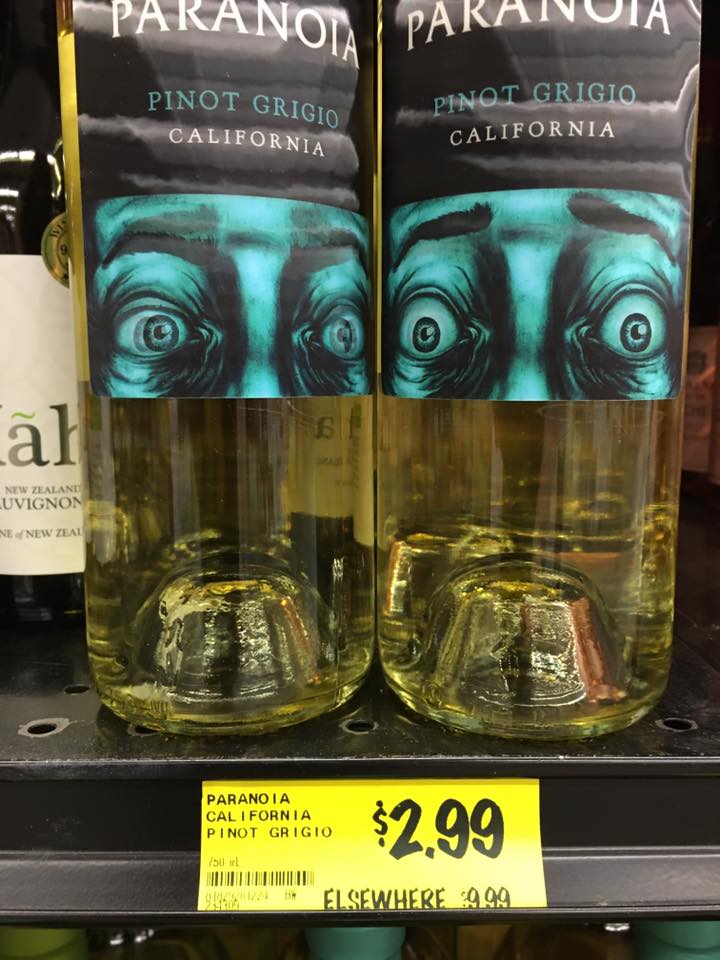 PARANOIA
PINOT GRIGIO
CALIFORNIA
PARANOIA
PINOT GRIGIO
CALIFORNIA
NEW ZEALAND
PARANOIA
CALIFORNIA
PINOT GRIGIO
$2.99
750 mL
ELSEWHERE $9.99